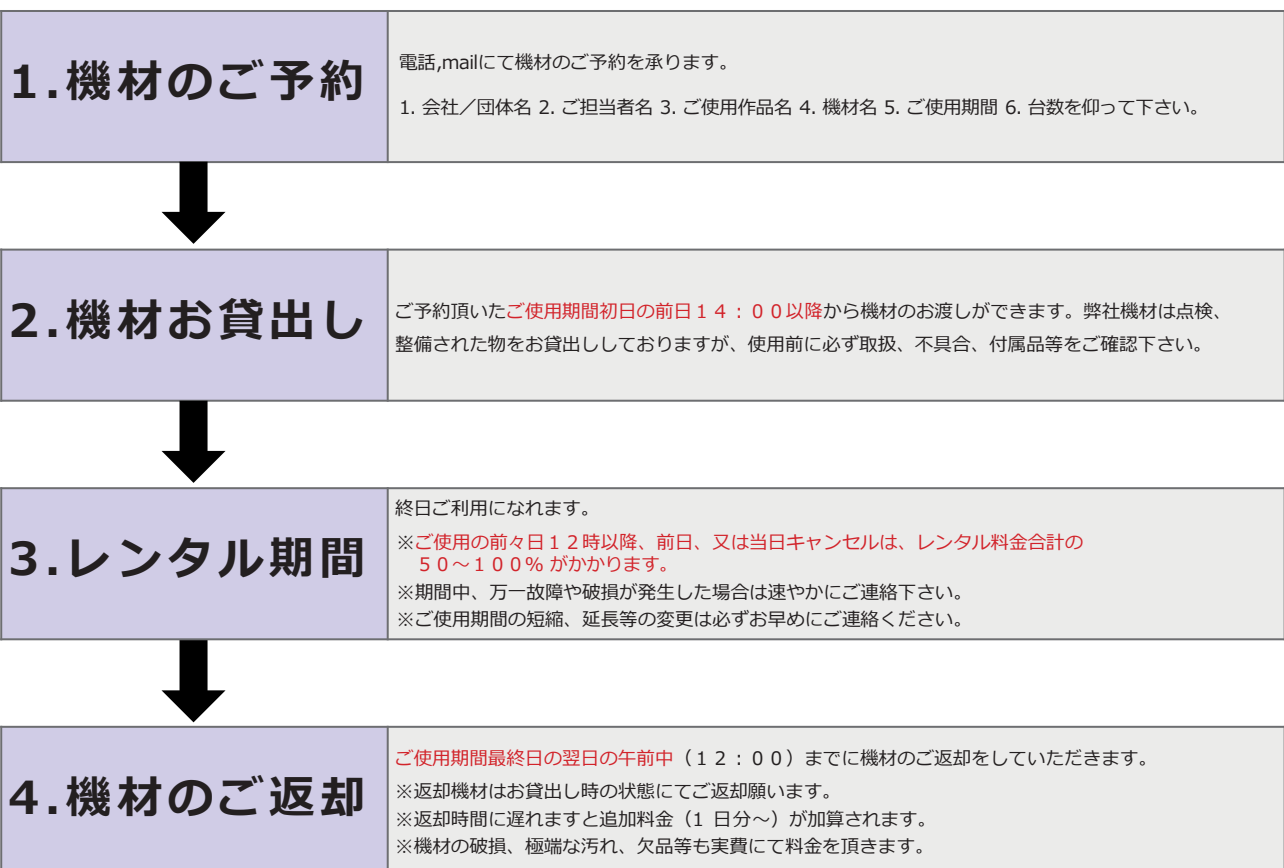 1.機材のご予約
電話,mailにて機材のご予約を承ります。
1. 会社／団体名 2. ご担当者名 3. ご使用作品名 4. 機材名 5. ご使用期間 6. 台数を仰って下さい。
2.機材お貸出し
ご予約頂いたご使用期間初日の前日１４：００以降から機材のお渡しができます。弊社機材は点検、
整備された物をお貸出ししておりますが、使用前に必ず取扱、不具合、付属品等をご確認下さい。
3.レンタル期間
終日ご利用になれます。
※ご使用の前々日１２時以降、前日、又は当日キャンセルは、レンタル料金合計の
５０～１００% がかかります。
※期間中、万一故障や破損が発生した場合は速やかにご連絡下さい。
※ご使用期間の短縮、延長等の変更は必ずお早めにご連絡ください。
4.機材のご返却
ご使用期間最終日の翌日の午前中（１２：００）までに機材のご返却をしていただきます。
※返却機材はお貸出し時の状態にてご返却願います。
※返却時間に遅れますと追加料金（1 日分～）が加算されます。
※機材の破損、極端な汚れ、欠品等も実費にて料金を頂きます。